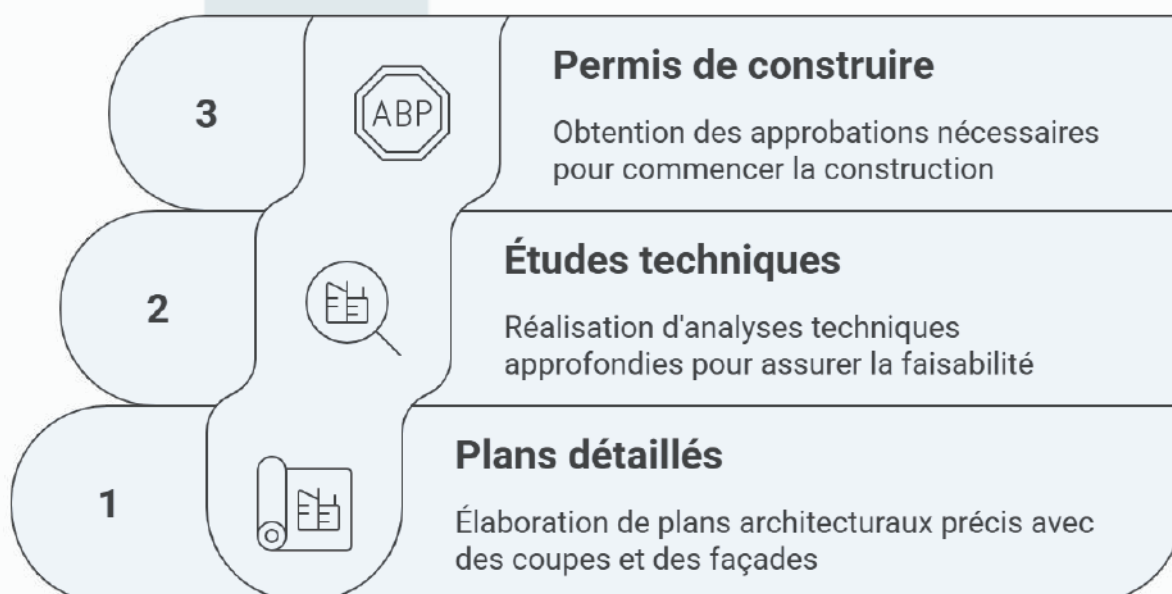 3
ABP
Permis de construire
Obtention des approbations nécessaires
pour commencer la construction
2
Études techniques
Réalisation d'analyses techniques
approfondies pour assurer la faisabilité
1
Plans détaillés
Élaboration de plans architecturaux précis avec
des coupes et des façades